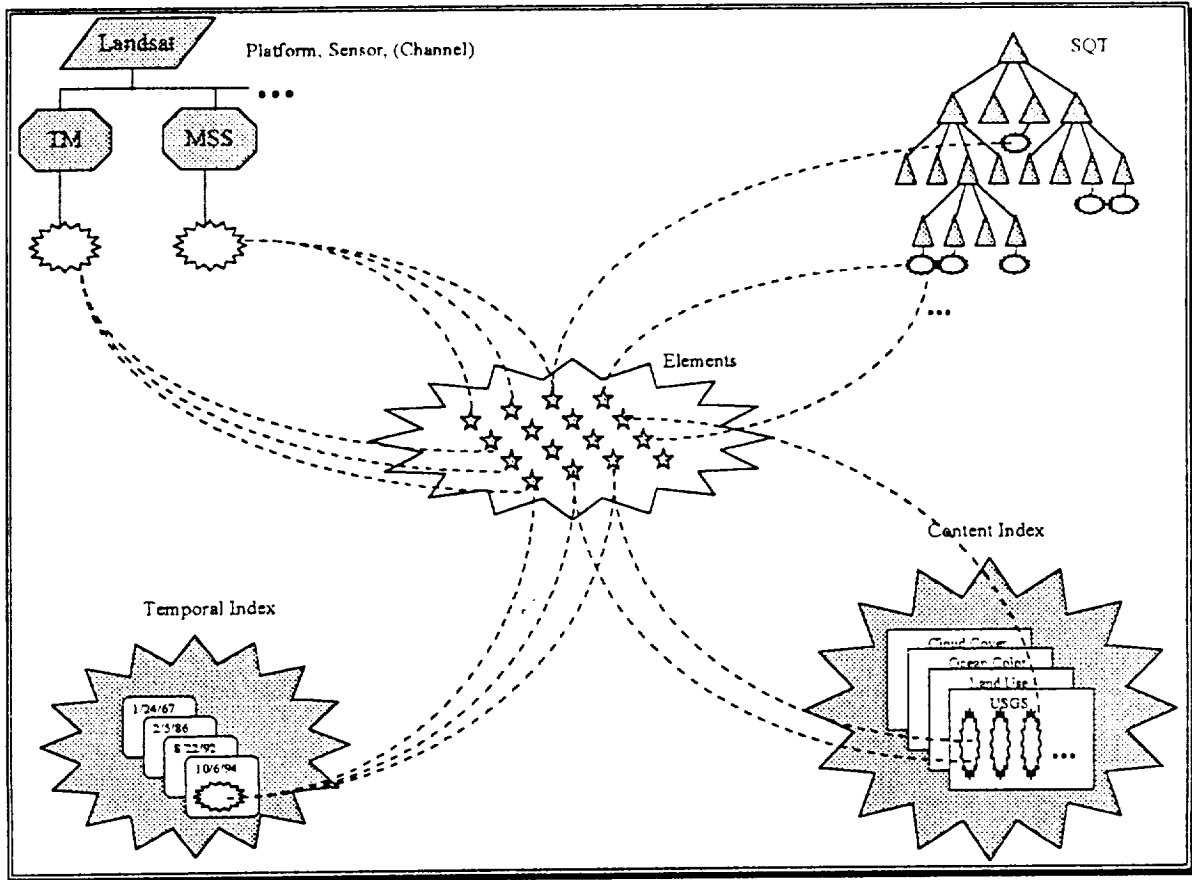 Landsat
Platform, Sensor, (Channel)
SQT
TM
MSS
Elements
Content Index
Temporal Index
Cloud Cover
Ocean Color
Land Use
USGS
1/24/67
2/5/86
8/22/92
10/6/94